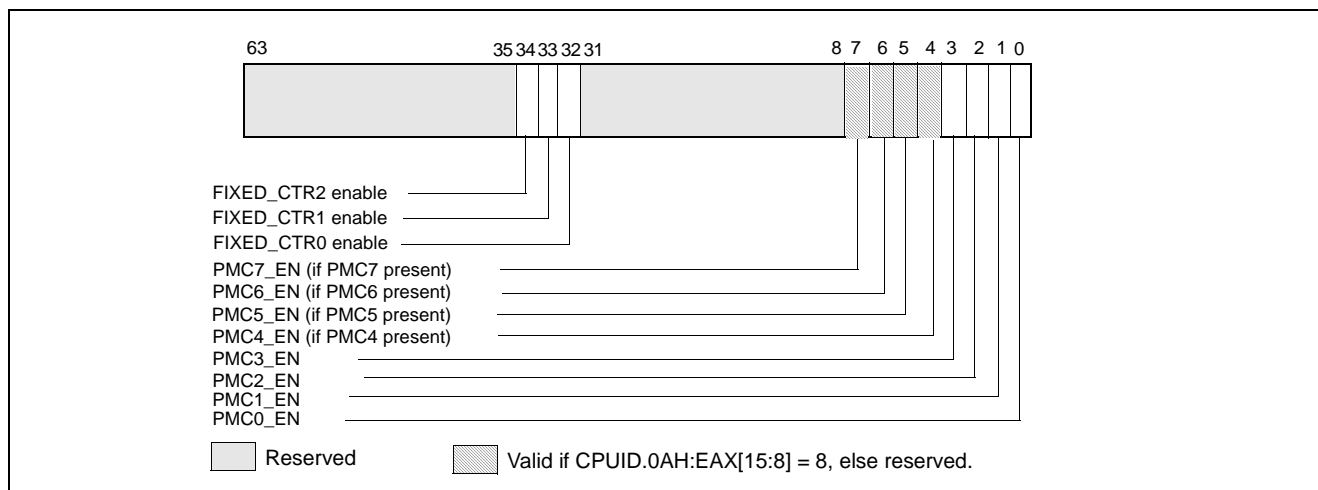 63 35 34 33 32 31 8 7 6 5 4 3 2 1 0
FIXED_CTR2 enable
FIXED_CTR1 enable
FIXED_CTR0 enable
PMC7_EN (if PMC7 present)
PMC6_EN (if PMC6 present)
PMC5_EN (if PMC5 present)
PMC4_EN (if PMC4 present)
PMC3_EN
PMC2_EN
PMC1_EN
PMC0_EN
Reserved Valid if CPUID.0AH:EAX[15:8] = 8, else reserved.